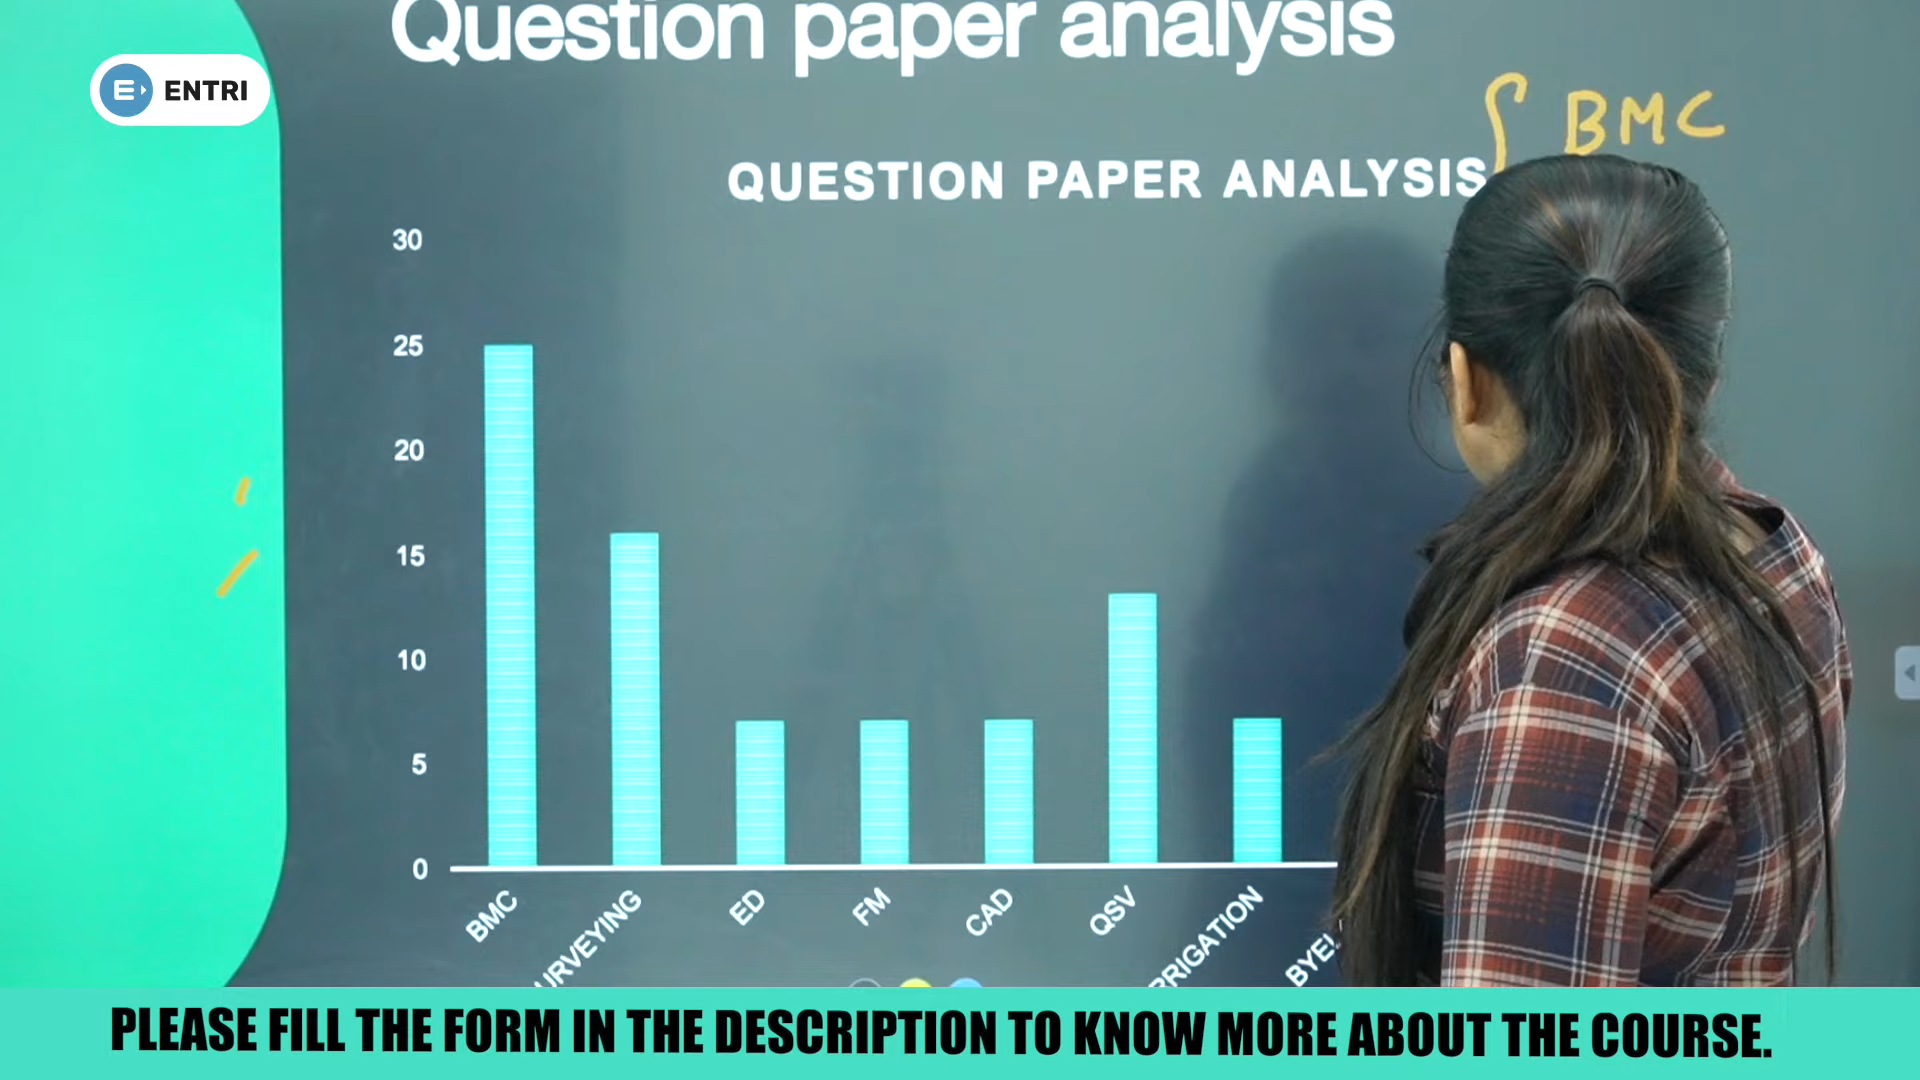 Question paper analysis
ENTRI
BMC
QUESTION PAPER ANALYSIS
30
25
20
15
10
5
0
BMC
URVEYING
ED
FM
CAD
QSV
RRIGATION
PLEASE FILL THE FORM IN THE DESCRIPTION TO KNOW MORE ABOUT THE COURSE.